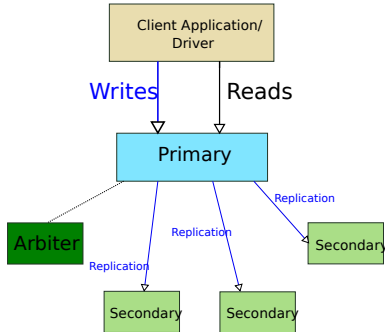 Client Application/
Driver
Writes
Reads
Primary
Replication
Arbiter
Replication
Secondary
Replication
Secondary
Secondary